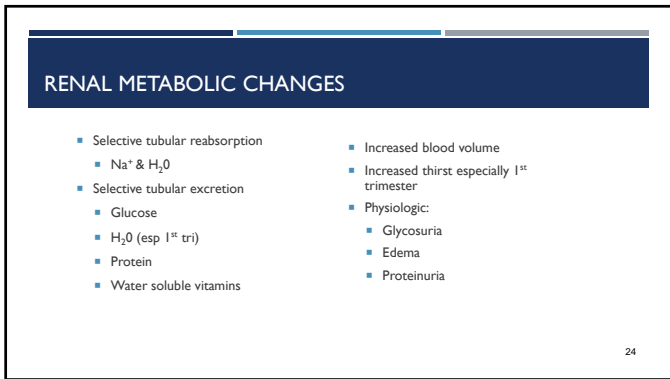 RENAL METABOLIC CHANGES
Selective tubular reabsorption
Na⁺ & H₂0
Selective tubular excretion
Glucose
H₂0 (esp 1ˢᵗ tri)
Protein
Water soluble vitamins
Increased blood volume
Increased thirst especially 1ˢᵗ
trimester
Physiologic:
Glycosuria
Edema
Proteinuria
24